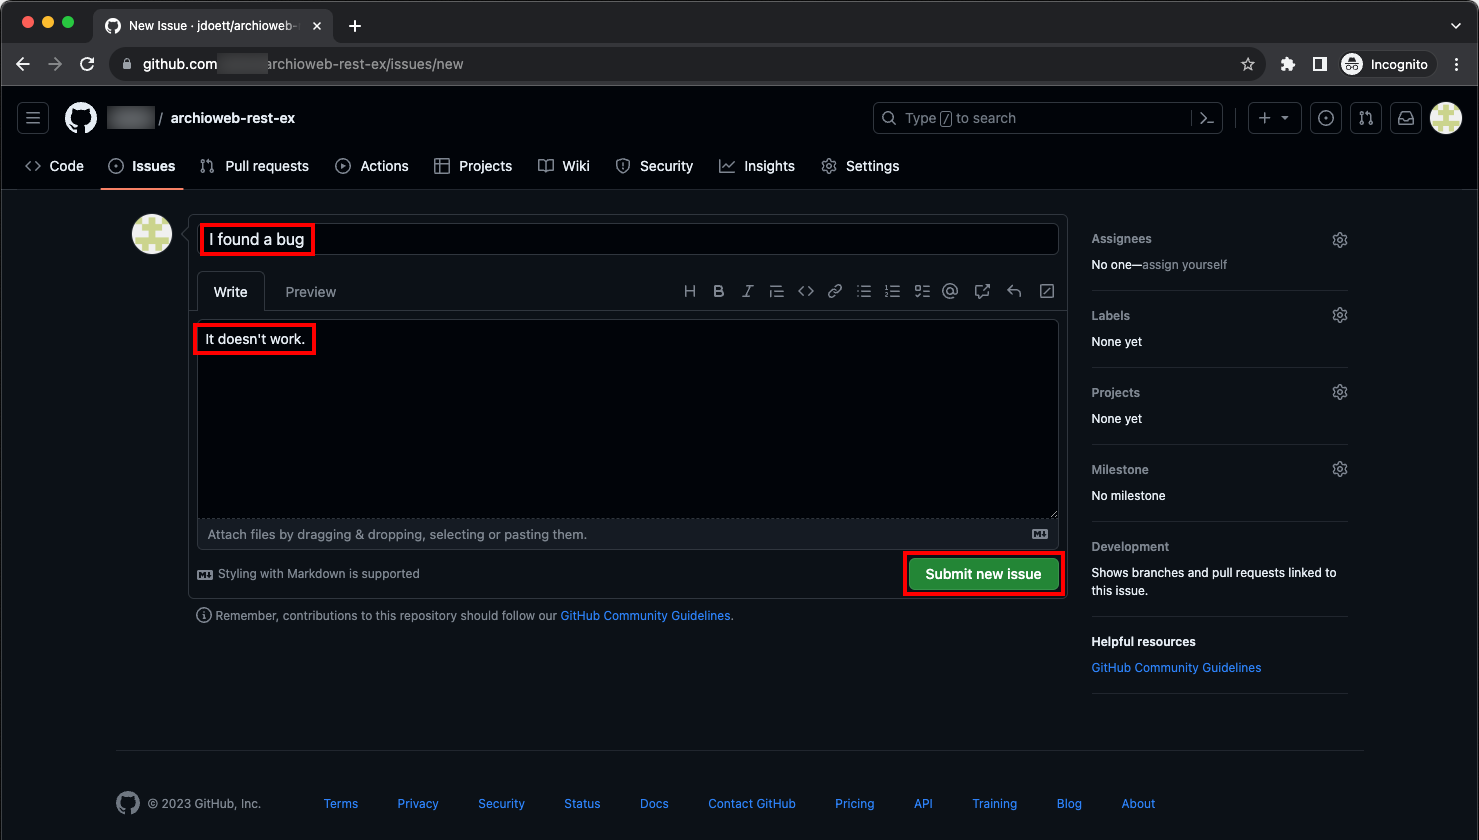 New Issue · jdoett/archioweb-
github.com archioweb-rest-ex/issues/new
Incognito
/ archioweb-rest-ex
Type / to search
Code Issues Pull requests Actions Projects Wiki Security Insights Settings
I found a bug
Write Preview
It doesn't work.
Attach files by dragging & dropping, selecting or pasting them.
Styling with Markdown is supported
Submit new issue
Remember, contributions to this repository should follow our GitHub Community Guidelines.
Assignees
No one—assign yourself
Labels
None yet
Projects
None yet
Milestone
No milestone
Development
Shows branches and pull requests linked to
this issue.
Helpful resources
GitHub Community Guidelines
© 2023 GitHub, Inc. Terms Privacy Security Status Docs Contact GitHub Pricing API Training Blog About